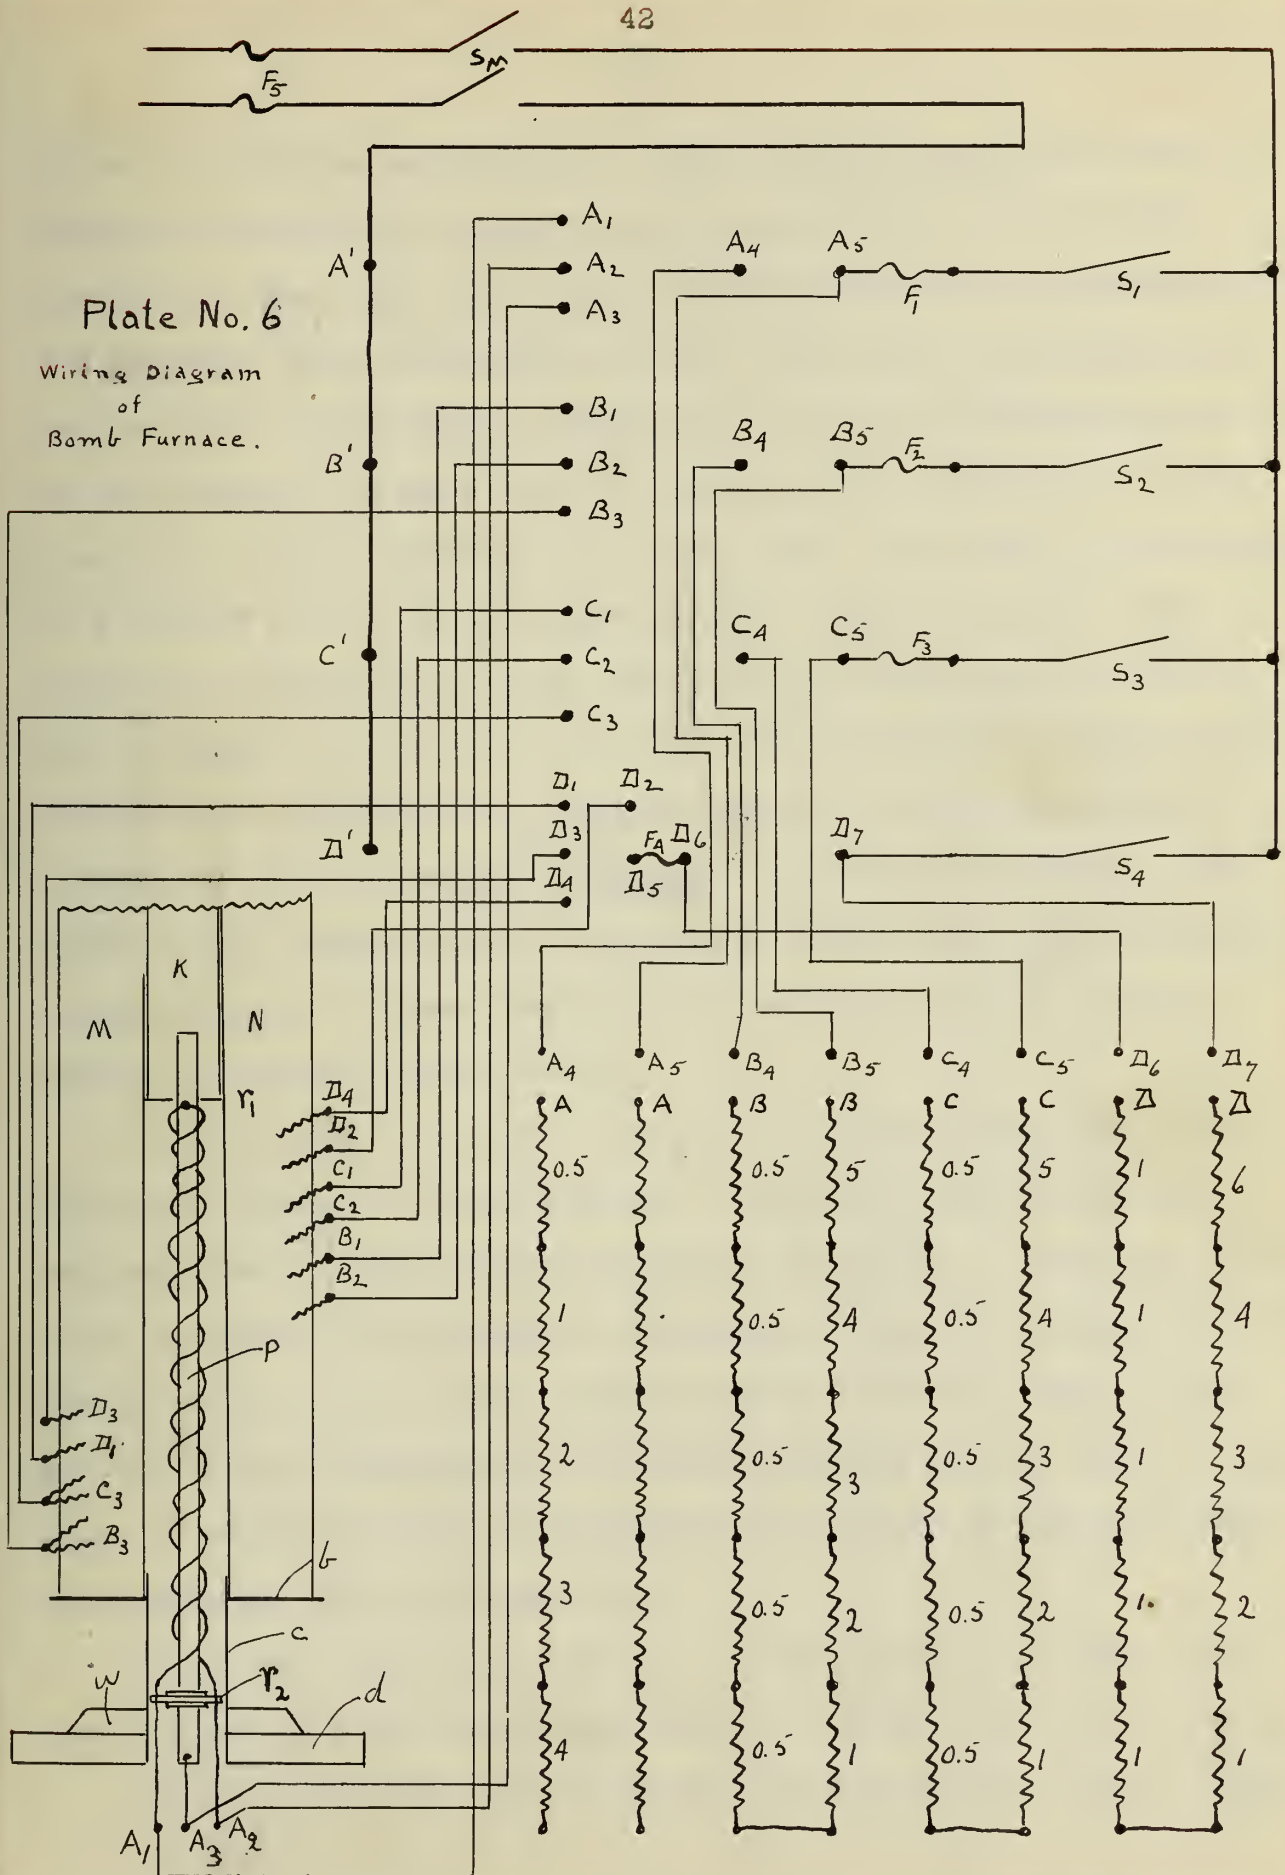 42
S_M
F5
A1
A'
A2
A4
A5
A3
F1
S1
Plate No. 6
Wiring Diagram
of
Bomb Furnace.
B1
B'
B2
B4
B5
F2
S2
B3
C1
C'
C2
C4
C5
F3
S3
C3
D1
D2
D'
D3
F4
D6
D7
D4
D5
S4
K
M
N
r1
A4
A5
B4
B5
C4
C5
D6
D7
A
A
B
B
C
C
D
D
D4
D2
C1
C2
B1
B2
0.5
0.5
5
0.5
5
1
6
1
0.5
4
0.5
4
1
4
P
D3
D1
C3
B3
2
0.5
3
0.5
3
1
3
b
3
0.5
2
0.5
2
1
2
c
w
r2
d
4
0.5
1
0.5
1
1
1
A1
A3
A2